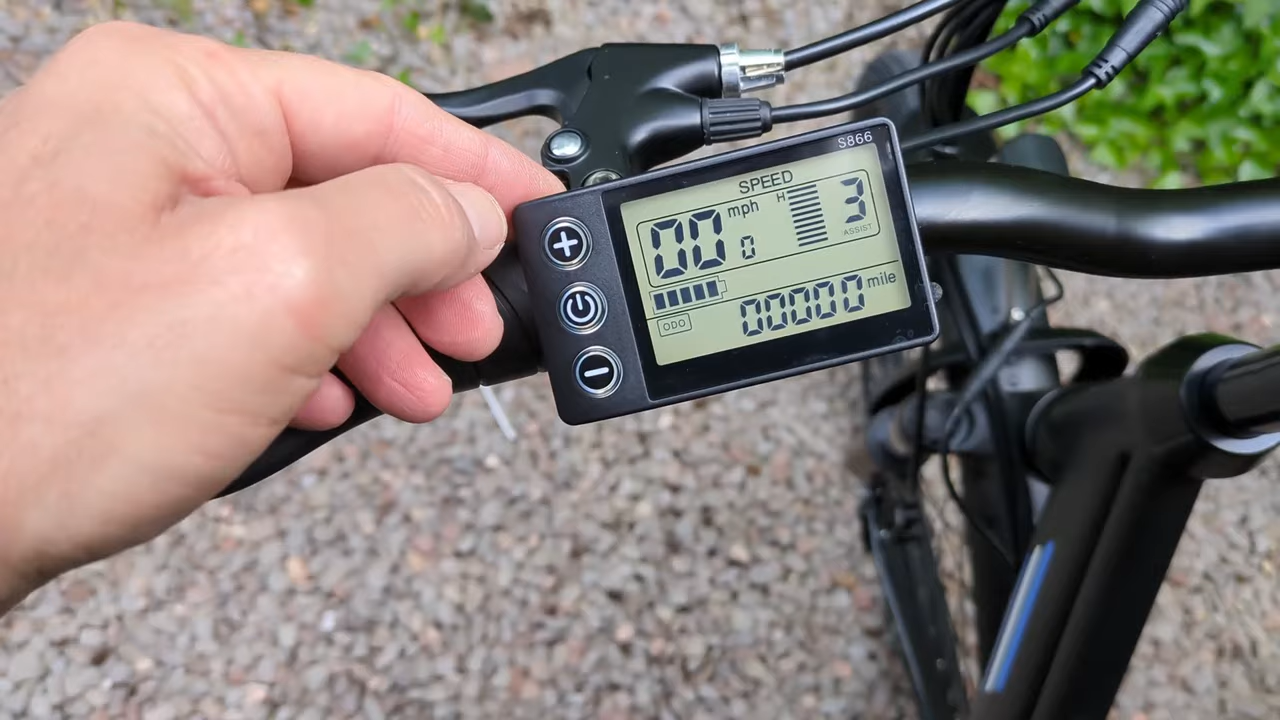 S866
SPEED
00 mph 0
H
3
ASSIST
ODO
00000 mile
+
−